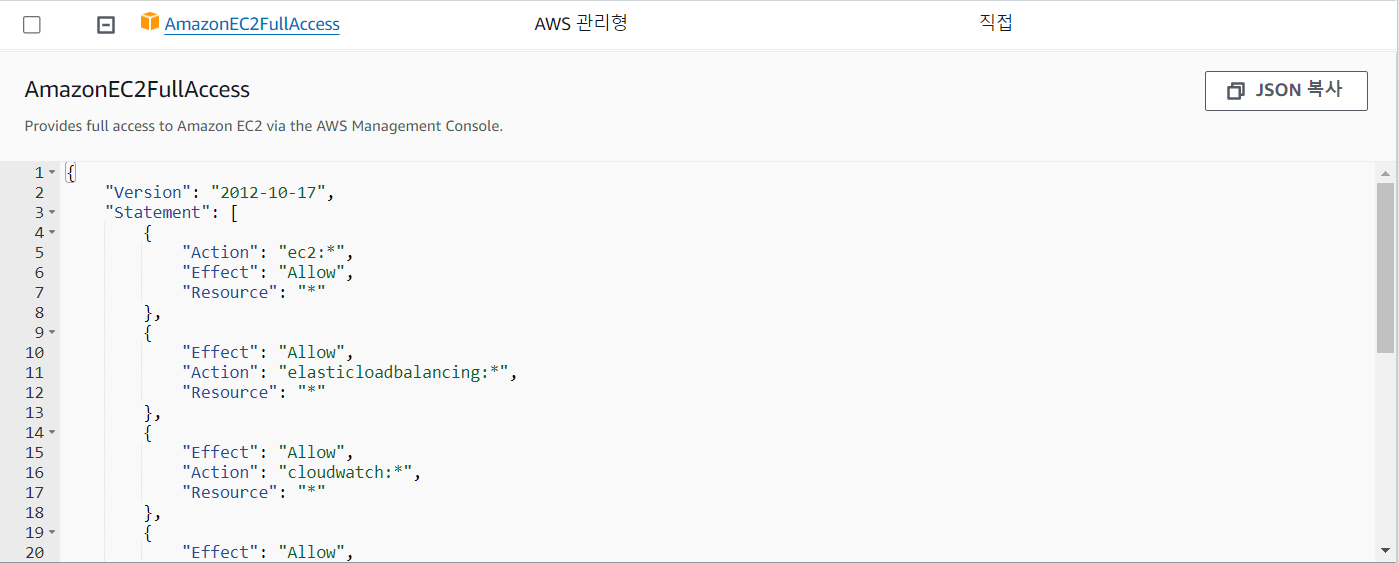 AmazonEC2FullAccess AWS 관리형 직접
AmazonEC2FullAccess
JSON 복사
Provides full access to Amazon EC2 via the AWS Management Console.
1 {
2 "Version": "2012-10-17",
3 "Statement": [
4 {
5 "Action": "ec2:*",
6 "Effect": "Allow",
7 "Resource": "*"
8 },
9 {
10 "Effect": "Allow",
11 "Action": "elasticloadbalancing:*",
12 "Resource": "*"
13 },
14 {
15 "Effect": "Allow",
16 "Action": "cloudwatch:*",
17 "Resource": "*"
18 },
19 {
20 "Effect": "Allow",